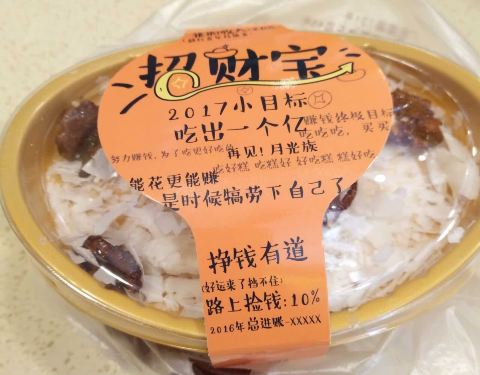 招财宝
2017小目标
吃出一个亿
赚钱终极目标
吃吃吃，买买
努力赚钱，为了吃更好吃的
再见！月光族
好好糕 吃糕好 好吃糕 糕好吃
能花更能赚
是时候犒劳下自己了
挣钱有道
(好运来了挡不住)
路上捡钱：10%
2016年总进账-XXXXX